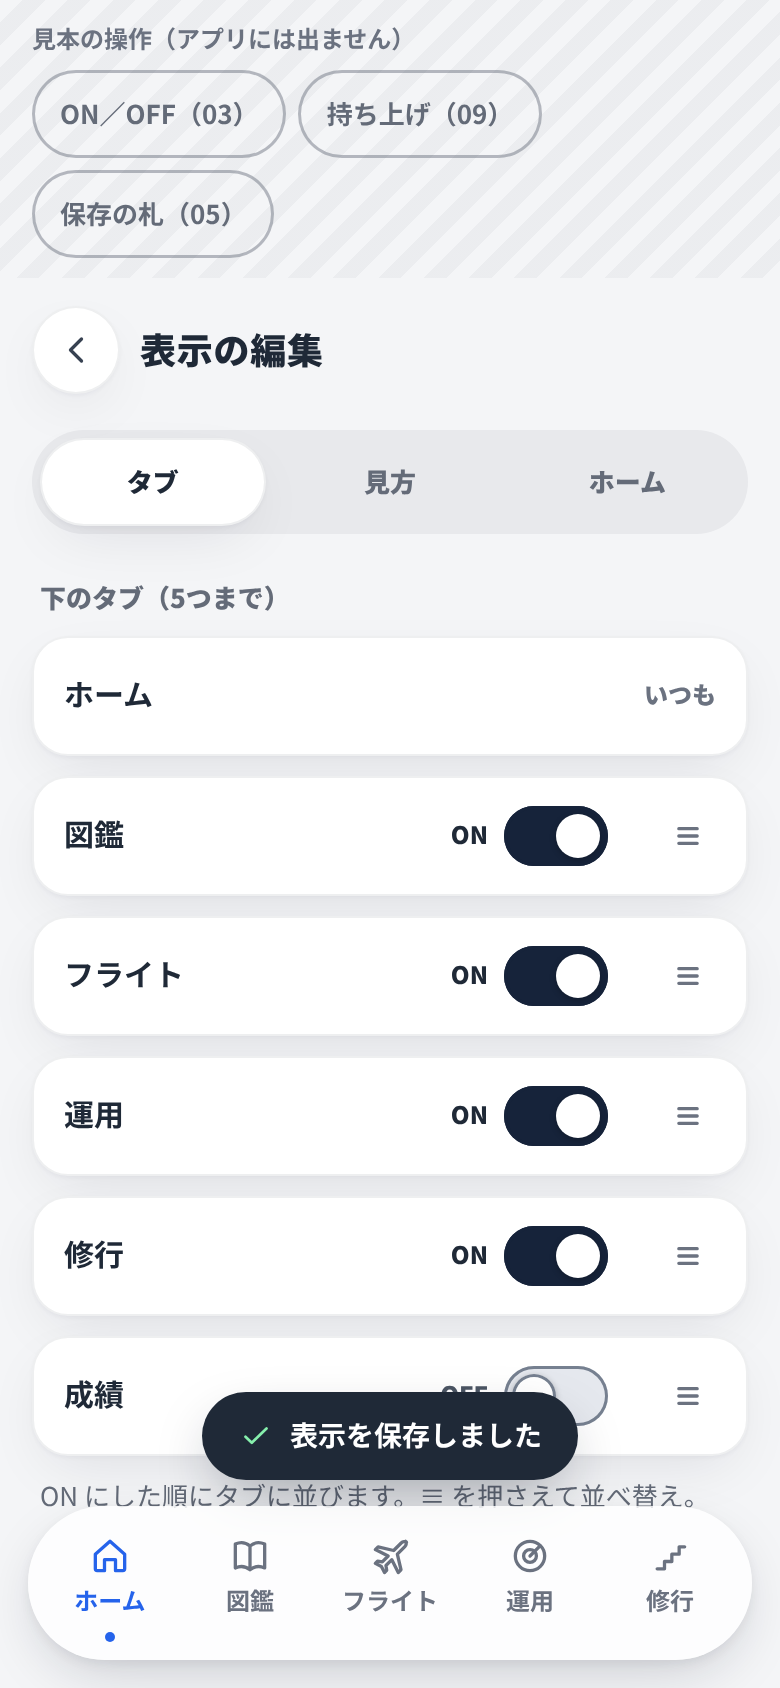 見本の操作（アプリには出ません）
ON／OFF（03）
持ち上げ（09）
保存の札（05）
表示の編集
タブ
見方
ホーム
下のタブ（5つまで）
ホーム
いつも
図鑑
ON
フライト
ON
運用
ON
修行
ON
成績
OFF
表示を保存しました
ON にした順にタブに並びます。≡ を押さえて並べ替え。
ホーム
図鑑
フライト
運用
修行